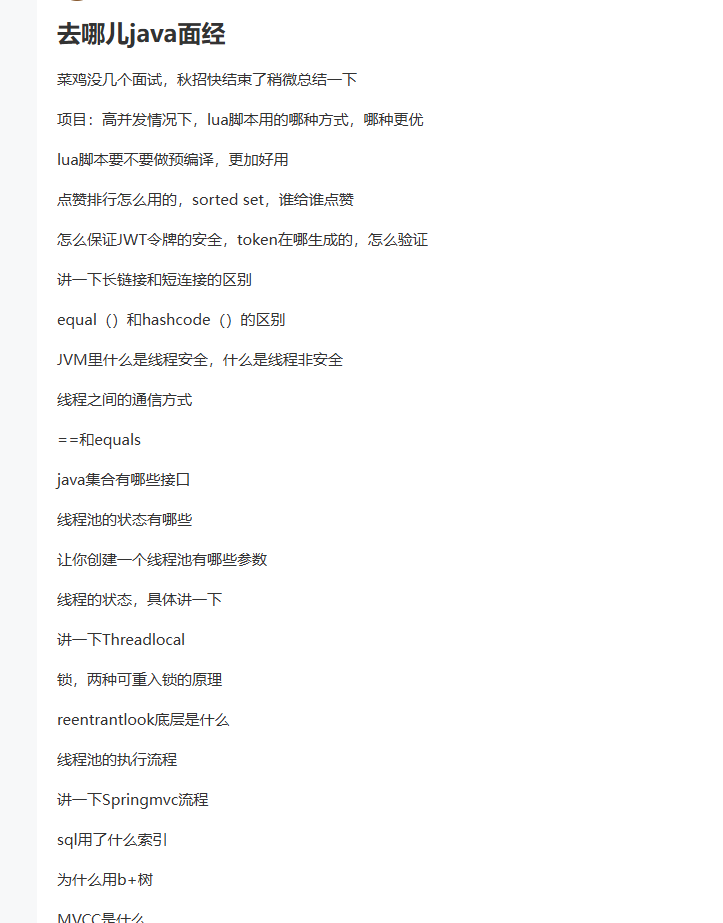 去哪儿java面经
菜鸡没几个面试，秋招快结束了稍微总结一下
项目：高并发情况下，lua脚本用的哪种方式，哪种更优
lua脚本要不要做预编译，更加好用
点赞排行怎么用的，sorted set，谁给谁点赞
怎么保证JWT令牌的安全，token在哪生成的，怎么验证
讲一下长链接和短连接的区别
equal（）和hashcode（）的区别
JVM里什么是线程安全，什么是线程非安全
线程之间的通信方式
==和equals
java集合有哪些接口
线程池的状态有哪些
让你创建一个线程池有哪些参数
线程的状态，具体讲一下
讲一下Threadlocal
锁，两种可重入锁的原理
reentrantlook底层是什么
线程池的执行流程
讲一下Springmvc流程
sql用了什么索引
为什么用b+树
MVCC是什么